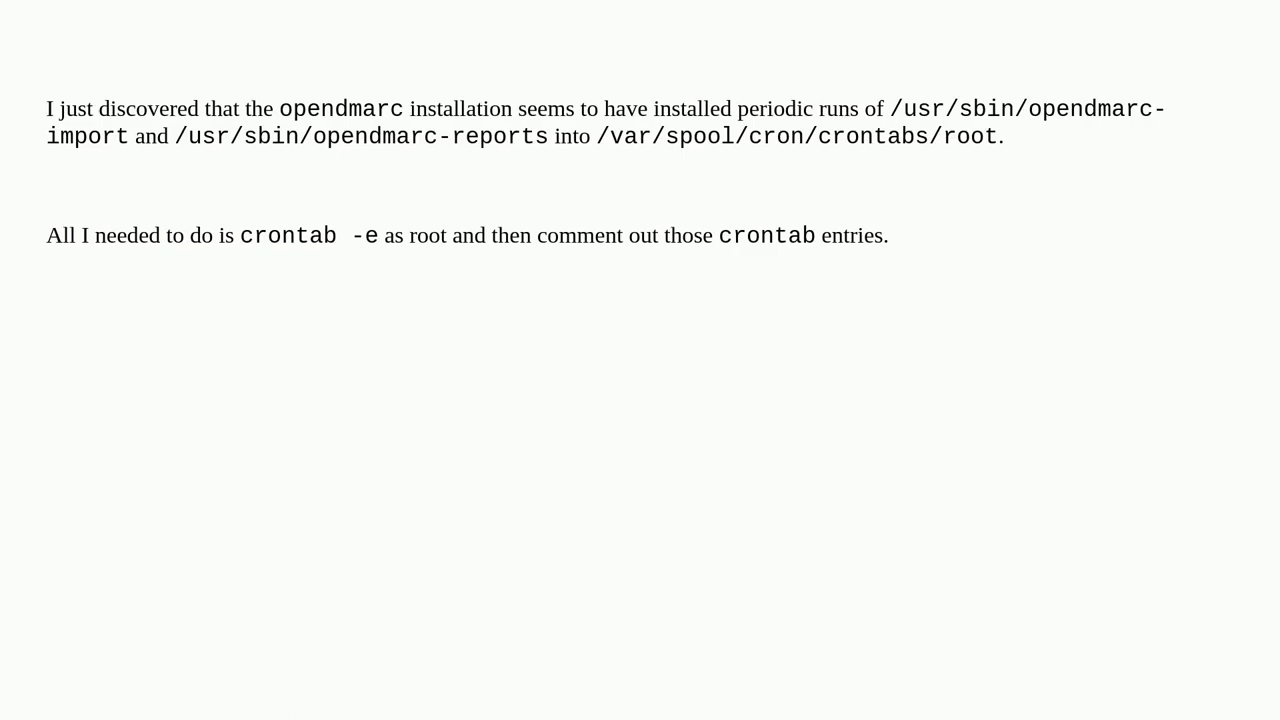 I just discovered that the opendmarc installation seems to have installed periodic runs of /usr/sbin/opendmarc-
import and /usr/sbin/opendmarc-reports into /var/spool/cron/crontabs/root.
All I needed to do is crontab -e as root and then comment out those crontab entries.